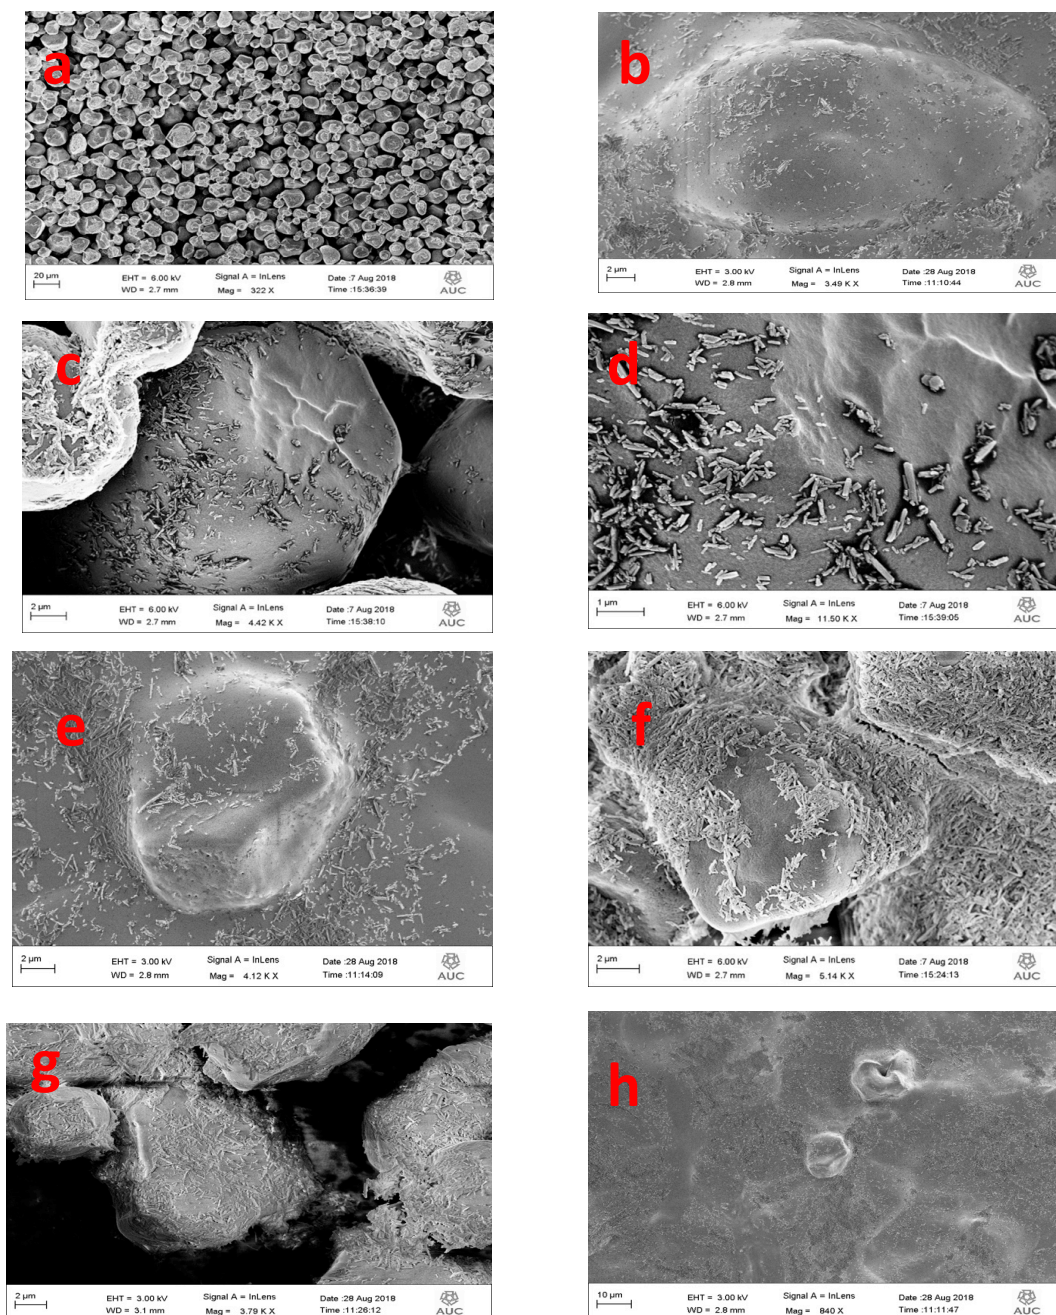 a
20 µm
EHT = 6.00 kV
Signal A = InLens
Date :7 Aug 2018
WD = 2.7 mm
Mag = 322 X
Time :15:36:39
AUC
b
2 µm
EHT = 3.00 kV
Signal A = InLens
Date :28 Aug 2018
WD = 2.8 mm
Mag = 3.49 K X
Time :11:10:44
AUC
c
2 µm
EHT = 6.00 kV
Signal A = InLens
Date :7 Aug 2018
WD = 2.7 mm
Mag = 4.42 K X
Time :15:38:10
AUC
d
1 µm
EHT = 6.00 kV
Signal A = InLens
Date :7 Aug 2018
WD = 2.7 mm
Mag = 11.50 K X
Time :15:39:05
AUC
e
2 µm
EHT = 3.00 kV
Signal A = InLens
Date :28 Aug 2018
WD = 2.8 mm
Mag = 4.12 K X
Time :11:14:09
AUC
f
2 µm
EHT = 6.00 kV
Signal A = InLens
Date :7 Aug 2018
WD = 2.7 mm
Mag = 5.14 K X
Time :15:24:13
AUC
g
2 µm
EHT = 3.00 kV
Signal A = InLens
Date :28 Aug 2018
WD = 3.1 mm
Mag = 3.79 K X
Time :11:26:12
AUC
h
10 µm
EHT = 3.00 kV
Signal A = InLens
Date :28 Aug 2018
WD = 2.8 mm
Mag = 840 X
Time :11:11:47
AUC